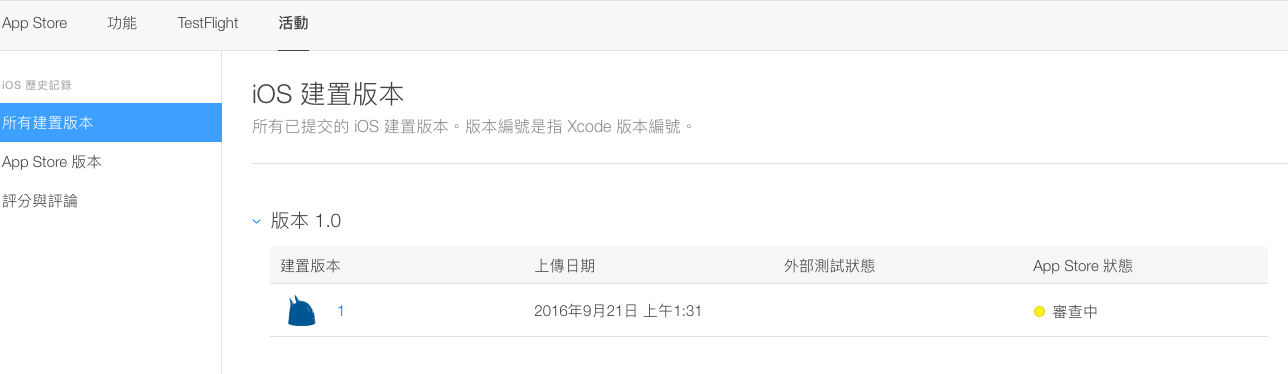 App Store 功能 TestFlight 活動
iOS 歷史記錄
所有建置版本
App Store 版本
評分與評論
iOS 建置版本
所有已提交的 iOS 建置版本。版本編號是指 Xcode 版本編號。
版本 1.0
建置版本 上傳日期 外部測試狀態 App Store 狀態
1 2016年9月21日 上午1:31 審查中